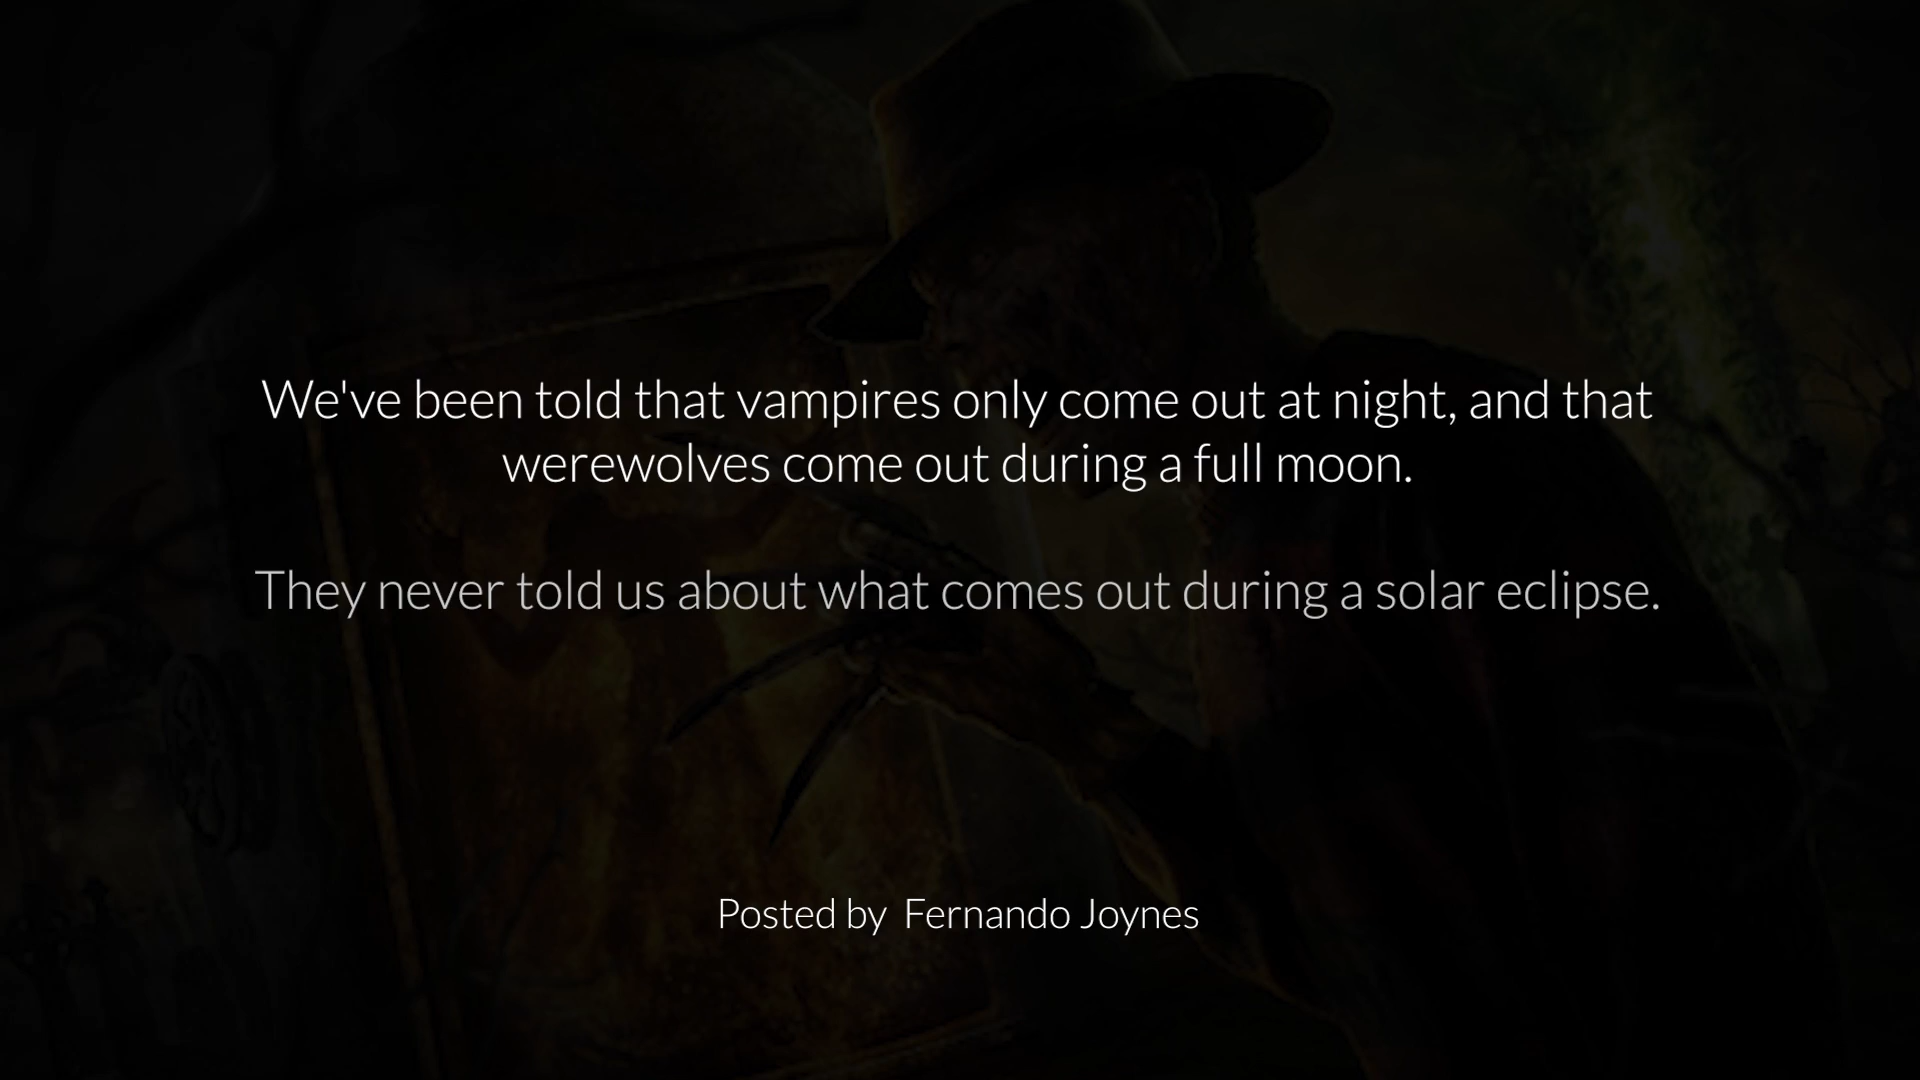 We've been told that vampires only come out at night, and that
werewolves come out during a full moon.
They never told us about what comes out during a solar eclipse.
Posted by Fernando Joynes